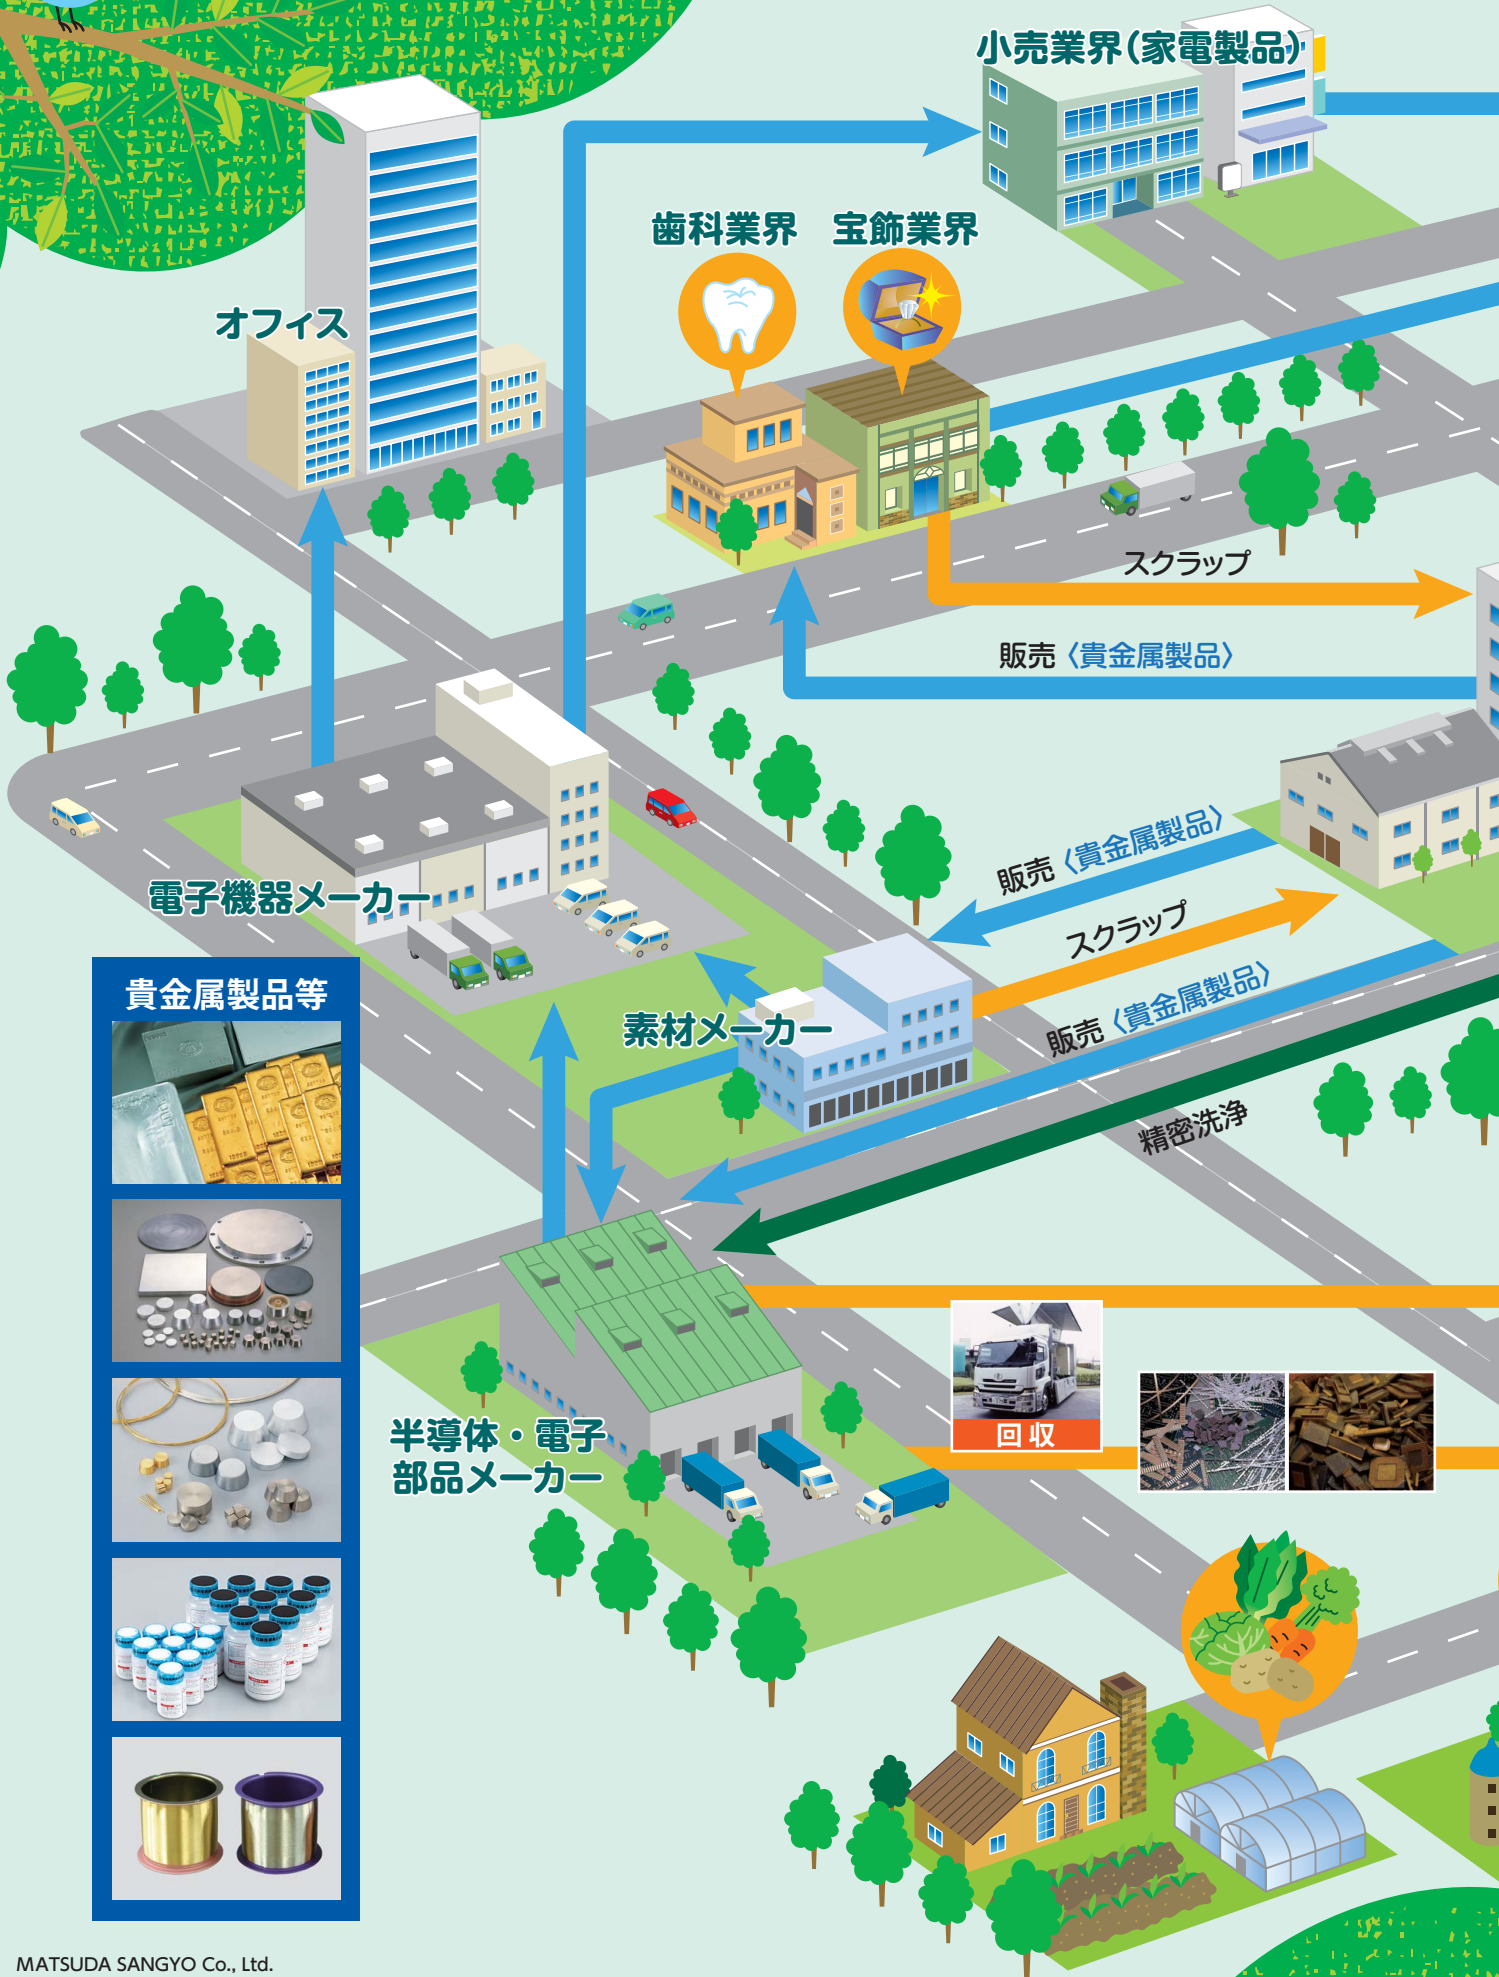 小売業界(家電製品)
歯科業界
宝飾業界
オフィス
スクラップ
販売〈貴金属製品〉
販売〈貴金属製品〉
電子機器メーカー
スクラップ
貴金属製品等
素材メーカー
販売〈貴金属製品〉
精密洗浄
回収
半導体・電子
部品メーカー
MATSUDA SANGYO Co., Ltd.